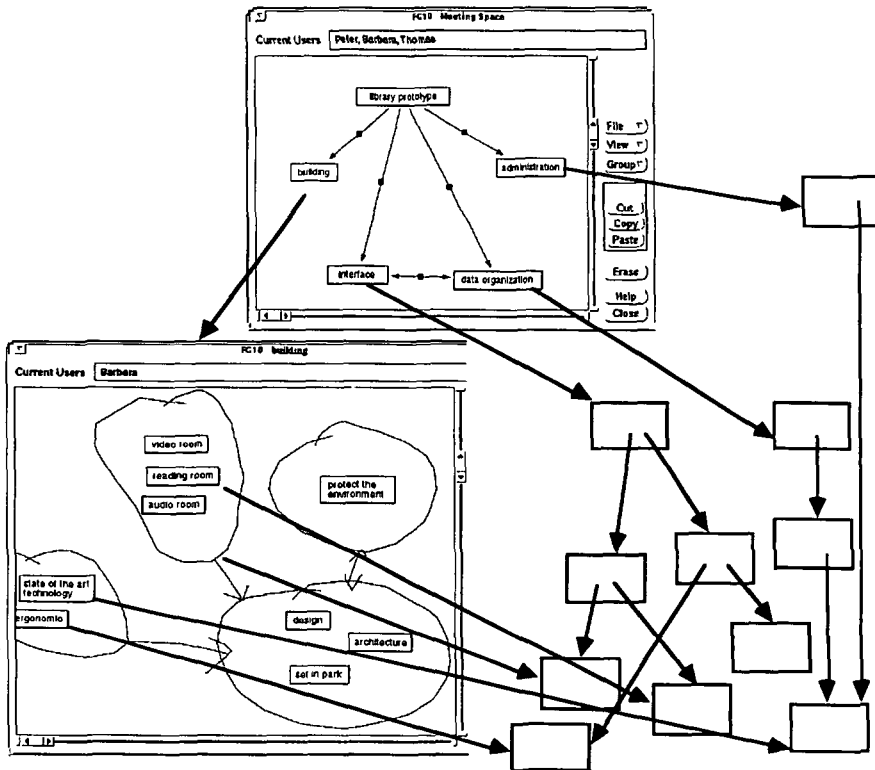 FC10 Meeting Space
Current Users Peter, Barbara, Thomas
library prototype
building
administration
interface
data organization
File
View
Group
Cut
Copy
Paste
Erase
Help
Close
FC10 building
Current Users Barbara
video room
reading room
audio room
protect the
environment
state of the art
technology
ergonomic
design
architecture
set in park